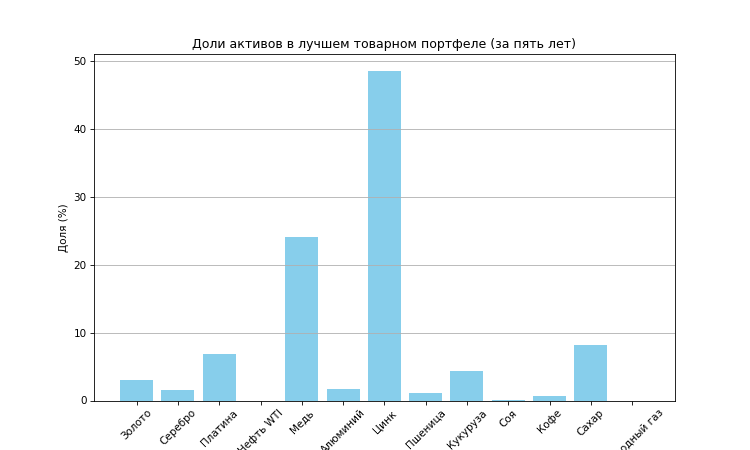 Доли активов в лучшем товарном портфеле (за пять лет)
Доля (%)
50
40
30
20
10
0
Золото
Серебро
Платина
Нефть WTI
Медь
Алюминий
Цинк
Пшеница
Кукуруза
Соя
Кофе
Сахар
газ